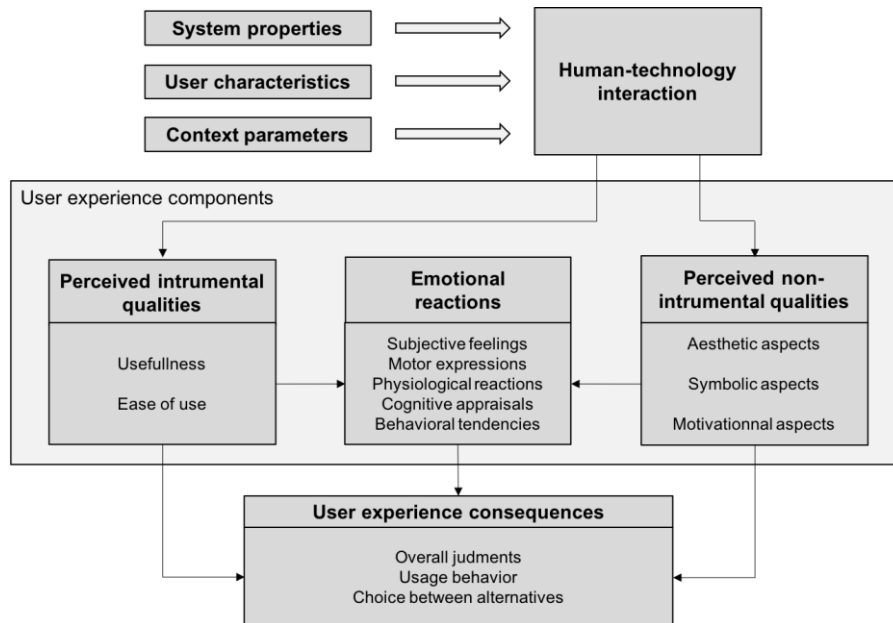 System properties
User characteristics
Context parameters
Human-technology
interaction
User experience components
Perceived intrumental
qualities
Usefullness
Ease of use
Emotional
reactions
Subjective feelings
Motor expressions
Physiological reactions
Cognitive appraisals
Behavioral tendencies
Perceived non-
intrumental qualities
Aesthetic aspects
Symbolic aspects
Motivationnal aspects
User experience consequences
Overall judments
Usage behavior
Choice between alternatives